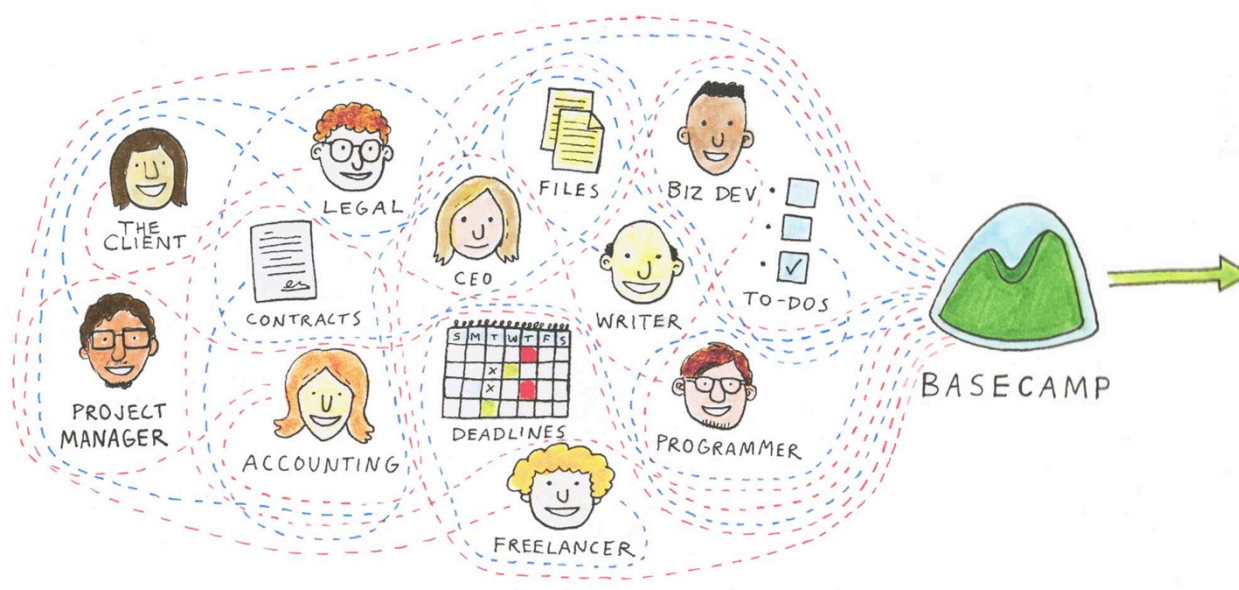 THE
CLIENT
LEGAL
FILES
BIZ DEV
CONTRACTS
CEO
WRITER
TO-DOS
BASECAMP
PROJECT
MANAGER
ACCOUNTING
S M T W T F S
x
x
DEADLINES
PROGRAMMER
FREELANCER